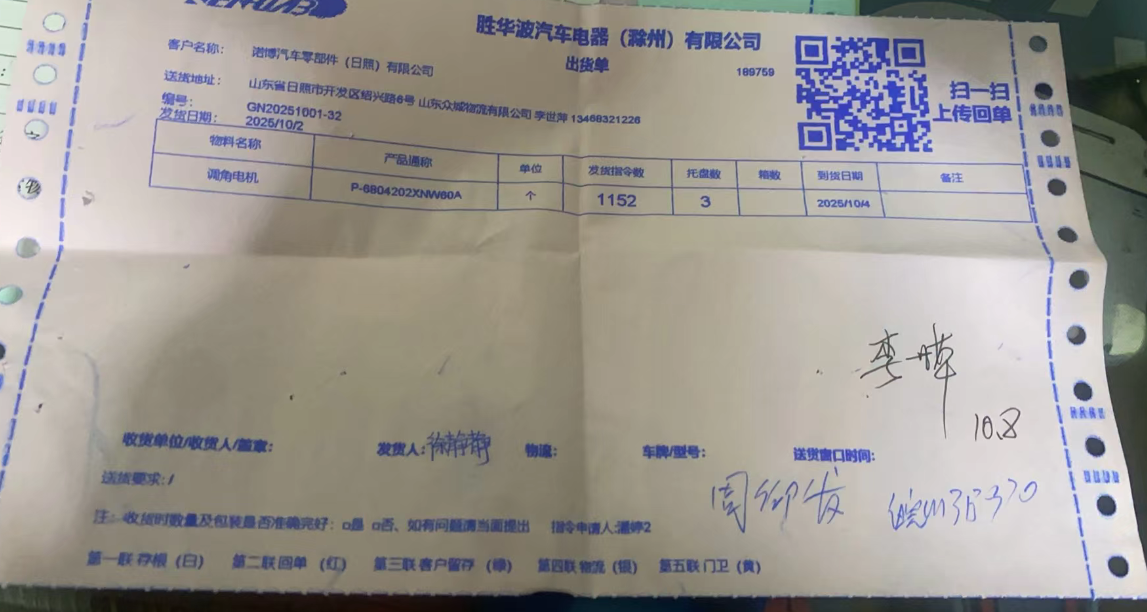 胜华波汽车电器（滁州）有限公司
出货单
189759
扫一扫
上传回单
客户名称： 诺博汽车零部件（日照）有限公司
送货地址： 山东省日照市开发区绍兴路6号 山东众城物流有限公司 李世萍 13468321226
编号： GN20251001-32
发货日期： 2025/10/2
物料名称 产品通称 单位 发货指令数 托盘数 箱数 到货日期 备注
调角电机 P-6804202XNW60A 个 1152 3 2025/10/4
10.8
收货单位/收货人/盖章： 发货人：徐静静 物流： 车牌/型号： 送货窗口时间：
送货要求：/
注：收货时数量及包装是否准确完好：□是 □否、如有问题请当面提出 指令申请人:潘婷2
第一联 存根（白） 第二联 回单（红） 第三联 客户留存（绿） 第四联 物流（银） 第五联 门卫（黄）